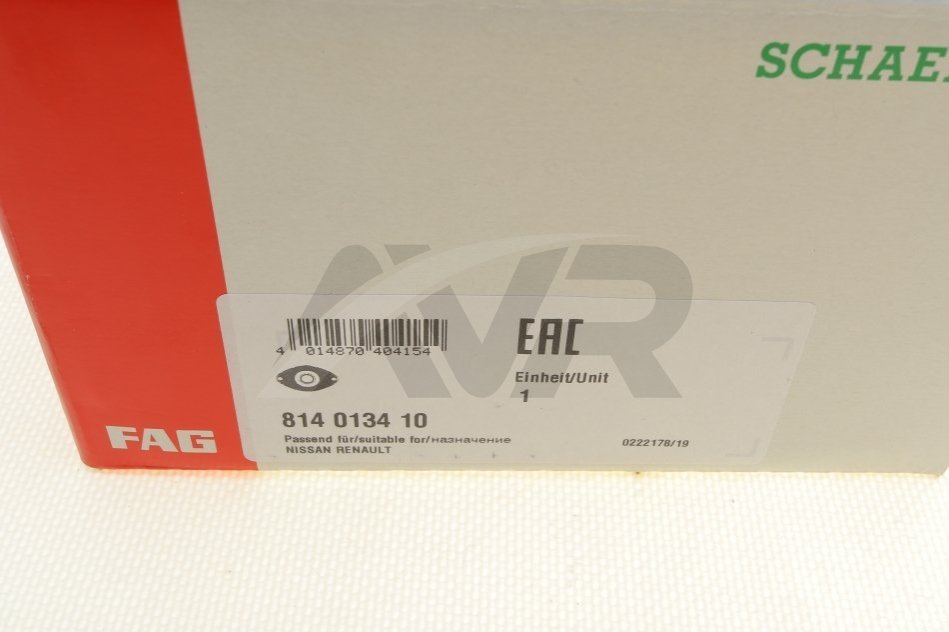 SCHAE
AVR
4 014870 404154
EAC
Einheit/Unit
1
814 0134 10
FAG
Passend für/suitable for/назначение
0222178/19
NISSAN RENAULT